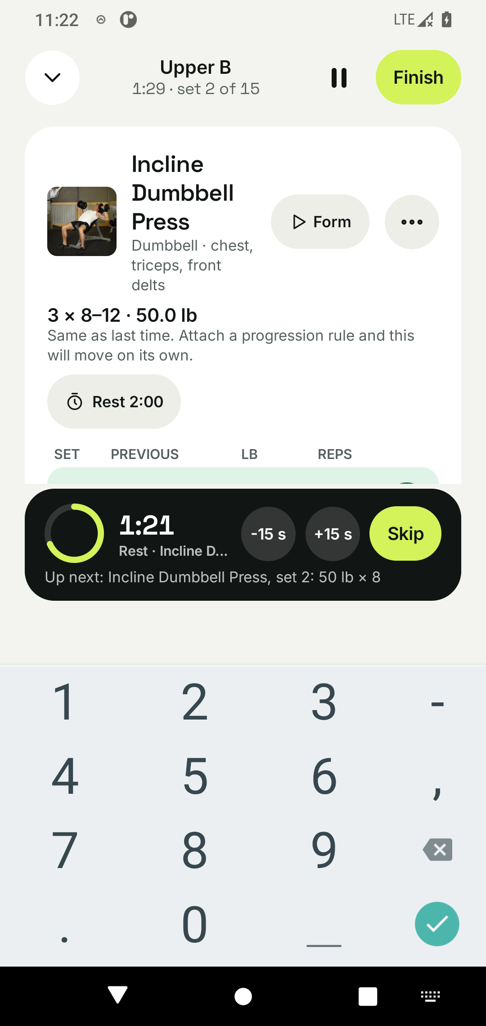 11:22
LTE
Upper B
1:29 · set 2 of 15
Finish
Incline
Dumbbell
Press
Dumbbell · chest,
triceps, front
delts
Form
3 × 8–12 · 50.0 lb
Same as last time. Attach a progression rule and this
will move on its own.
Rest 2:00
SET PREVIOUS LB REPS
1:21
Rest · Incline D...
-15 s
+15 s
Skip
Up next: Incline Dumbbell Press, set 2: 50 lb × 8
1 2 3 -
4 5 6 ,
7 8 9
. 0 _